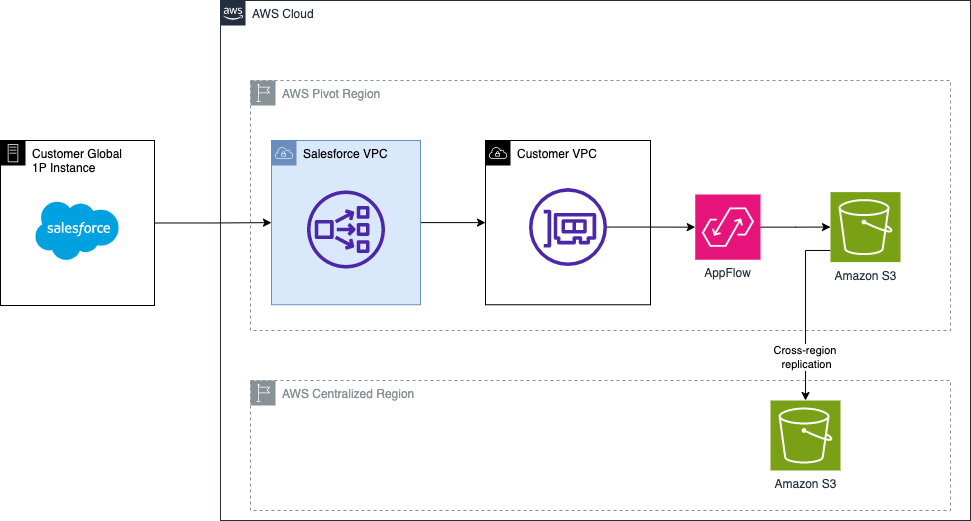 aws
AWS Cloud
AWS Pivot Region
Customer Global
1P Instance
salesforce
Salesforce VPC
Customer VPC
AppFlow
Amazon S3
Cross-region
replication
AWS Centralized Region
Amazon S3